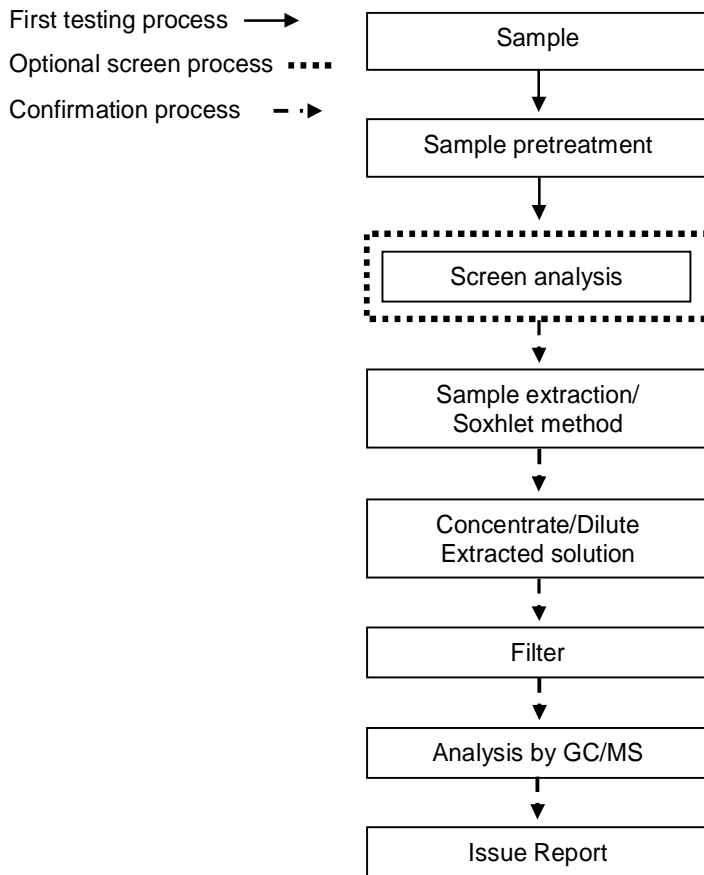 First testing process
Optional screen process
Confirmation process
Sample
Sample pretreatment
Screen analysis
Sample extraction/
Soxhlet method
Concentrate/Dilute
Extracted solution
Filter
Analysis by GC/MS
Issue Report